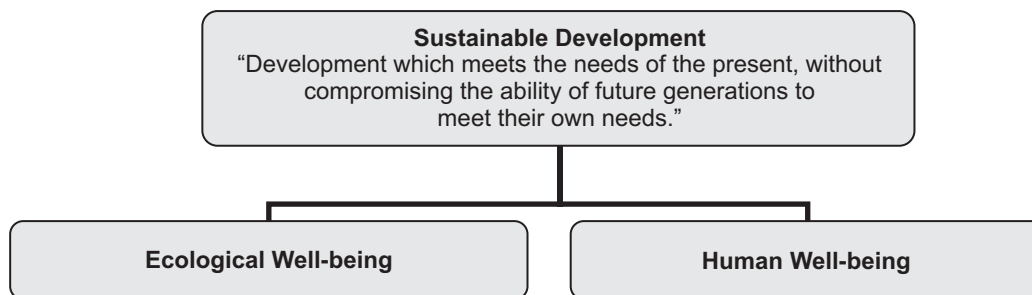 Sustainable Development
“Development which meets the needs of the present, without
compromising the ability of future generations to
meet their own needs.”
Ecological Well-being
Human Well-being